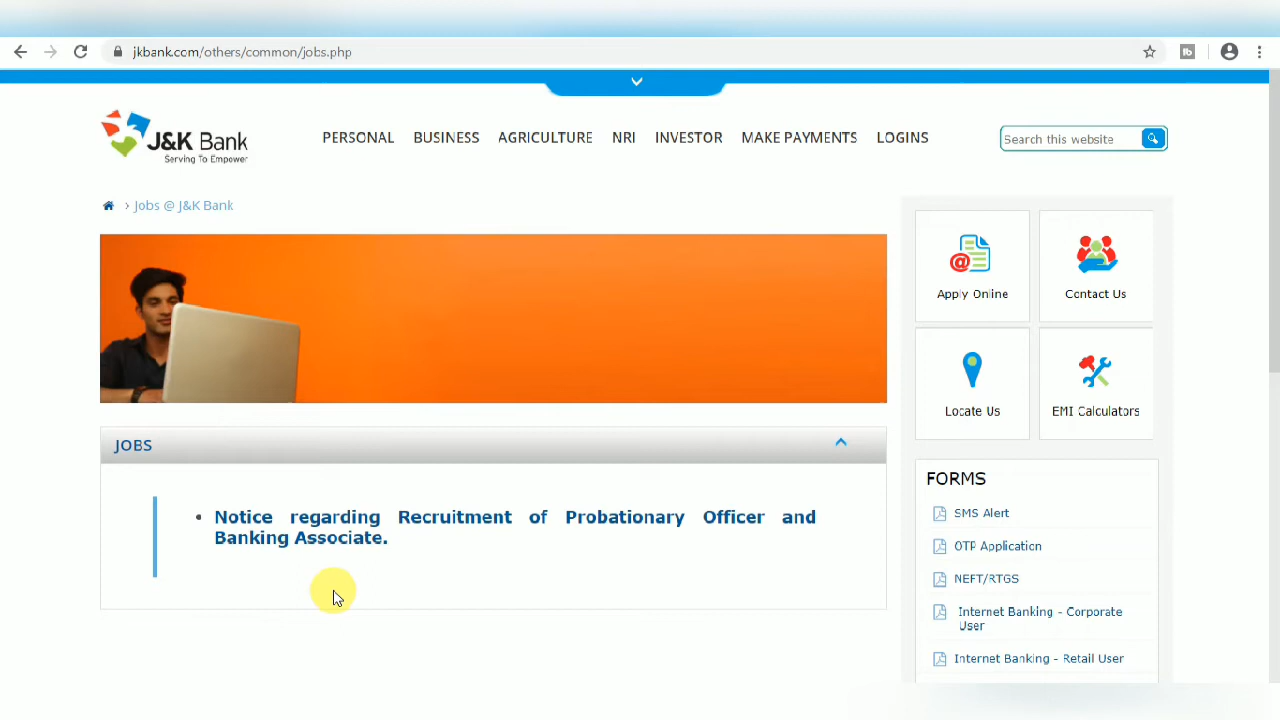 jkbank.com/others/common/jobs.php
J&K Bank
Serving To Empower
PERSONAL BUSINESS AGRICULTURE NRI INVESTOR MAKE PAYMENTS LOGINS
Search this website
› Jobs @ J&K Bank
Apply Online
Contact Us
Locate Us
EMI Calculators
JOBS
• Notice regarding Recruitment of Probationary Officer and
Banking Associate.
FORMS
SMS Alert
OTP Application
NEFT/RTGS
Internet Banking - Corporate
User
Internet Banking - Retail User